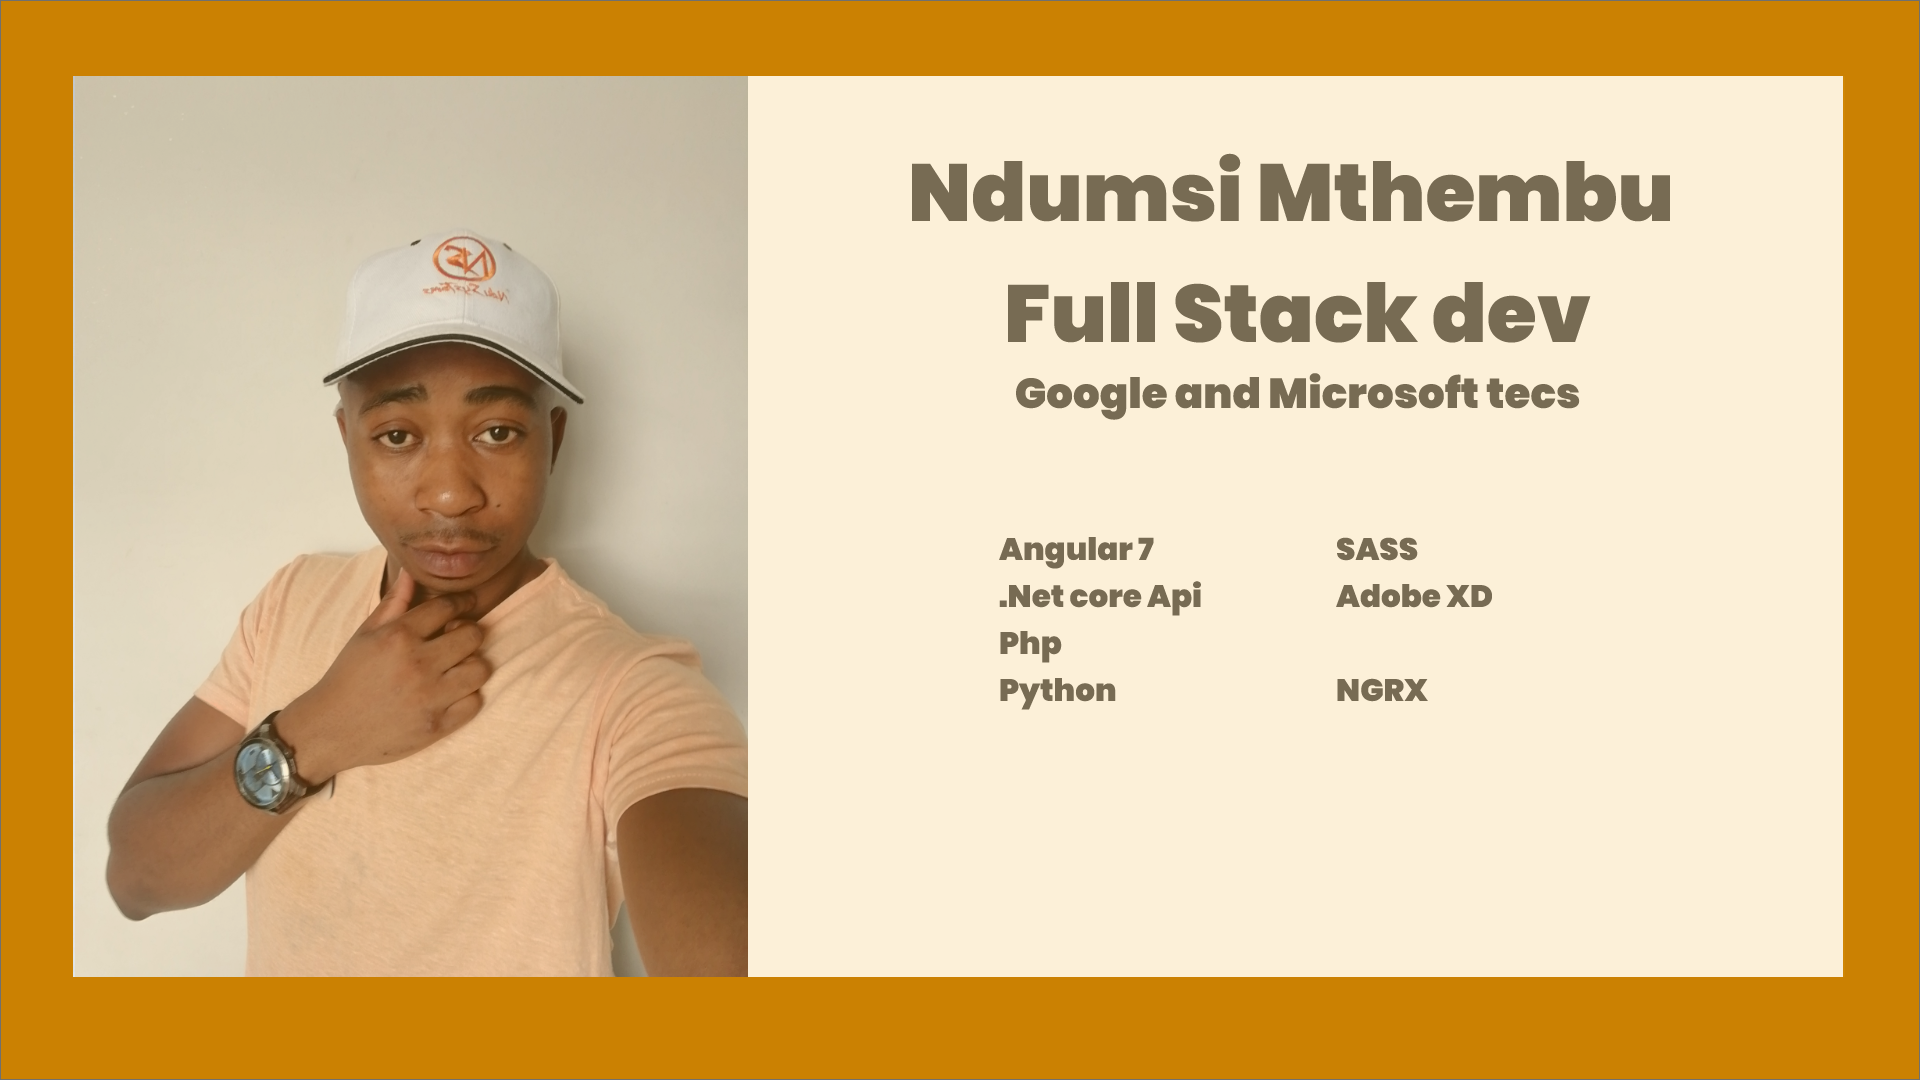 Ndumsi Mthembu
Full Stack dev
Google and Microsoft tecs
Angular 7
.Net core Api
Php
Python
SASS
Adobe XD
NGRX